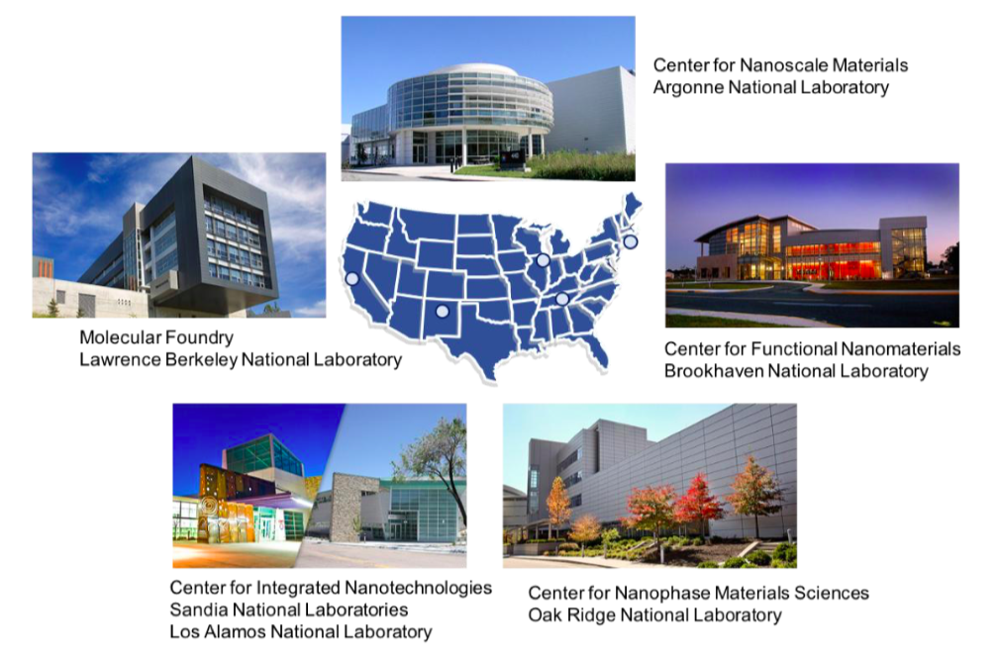 Center for Nanoscale Materials
Argonne National Laboratory
Molecular Foundry
Lawrence Berkeley National Laboratory
Center for Functional Nanomaterials
Brookhaven National Laboratory
Center for Integrated Nanotechnologies
Sandia National Laboratories
Los Alamos National Laboratory
Center for Nanophase Materials Sciences
Oak Ridge National Laboratory